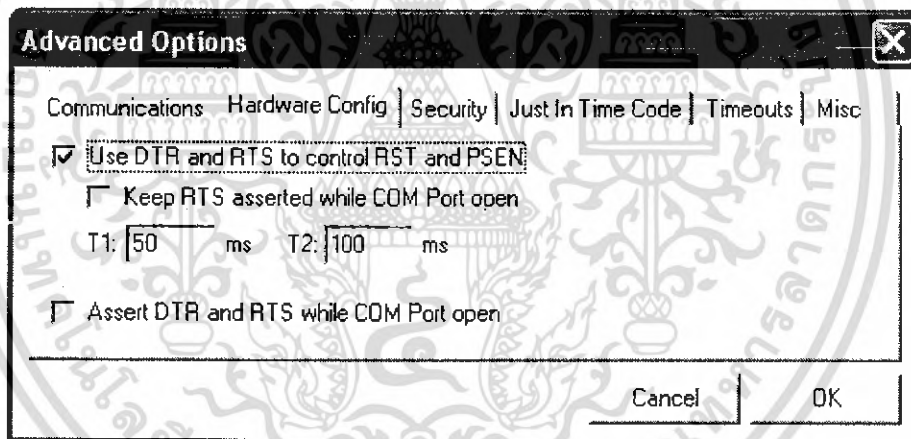 Advanced Options
Communications Hardware Config Security Just In Time Code Timeouts Misc
Use DTR and RTS to control RST and PSEN
Keep RTS asserted while COM Port open
T1: 50 ms T2: 100 ms
Assert DTR and RTS while COM Port open
Cancel OK